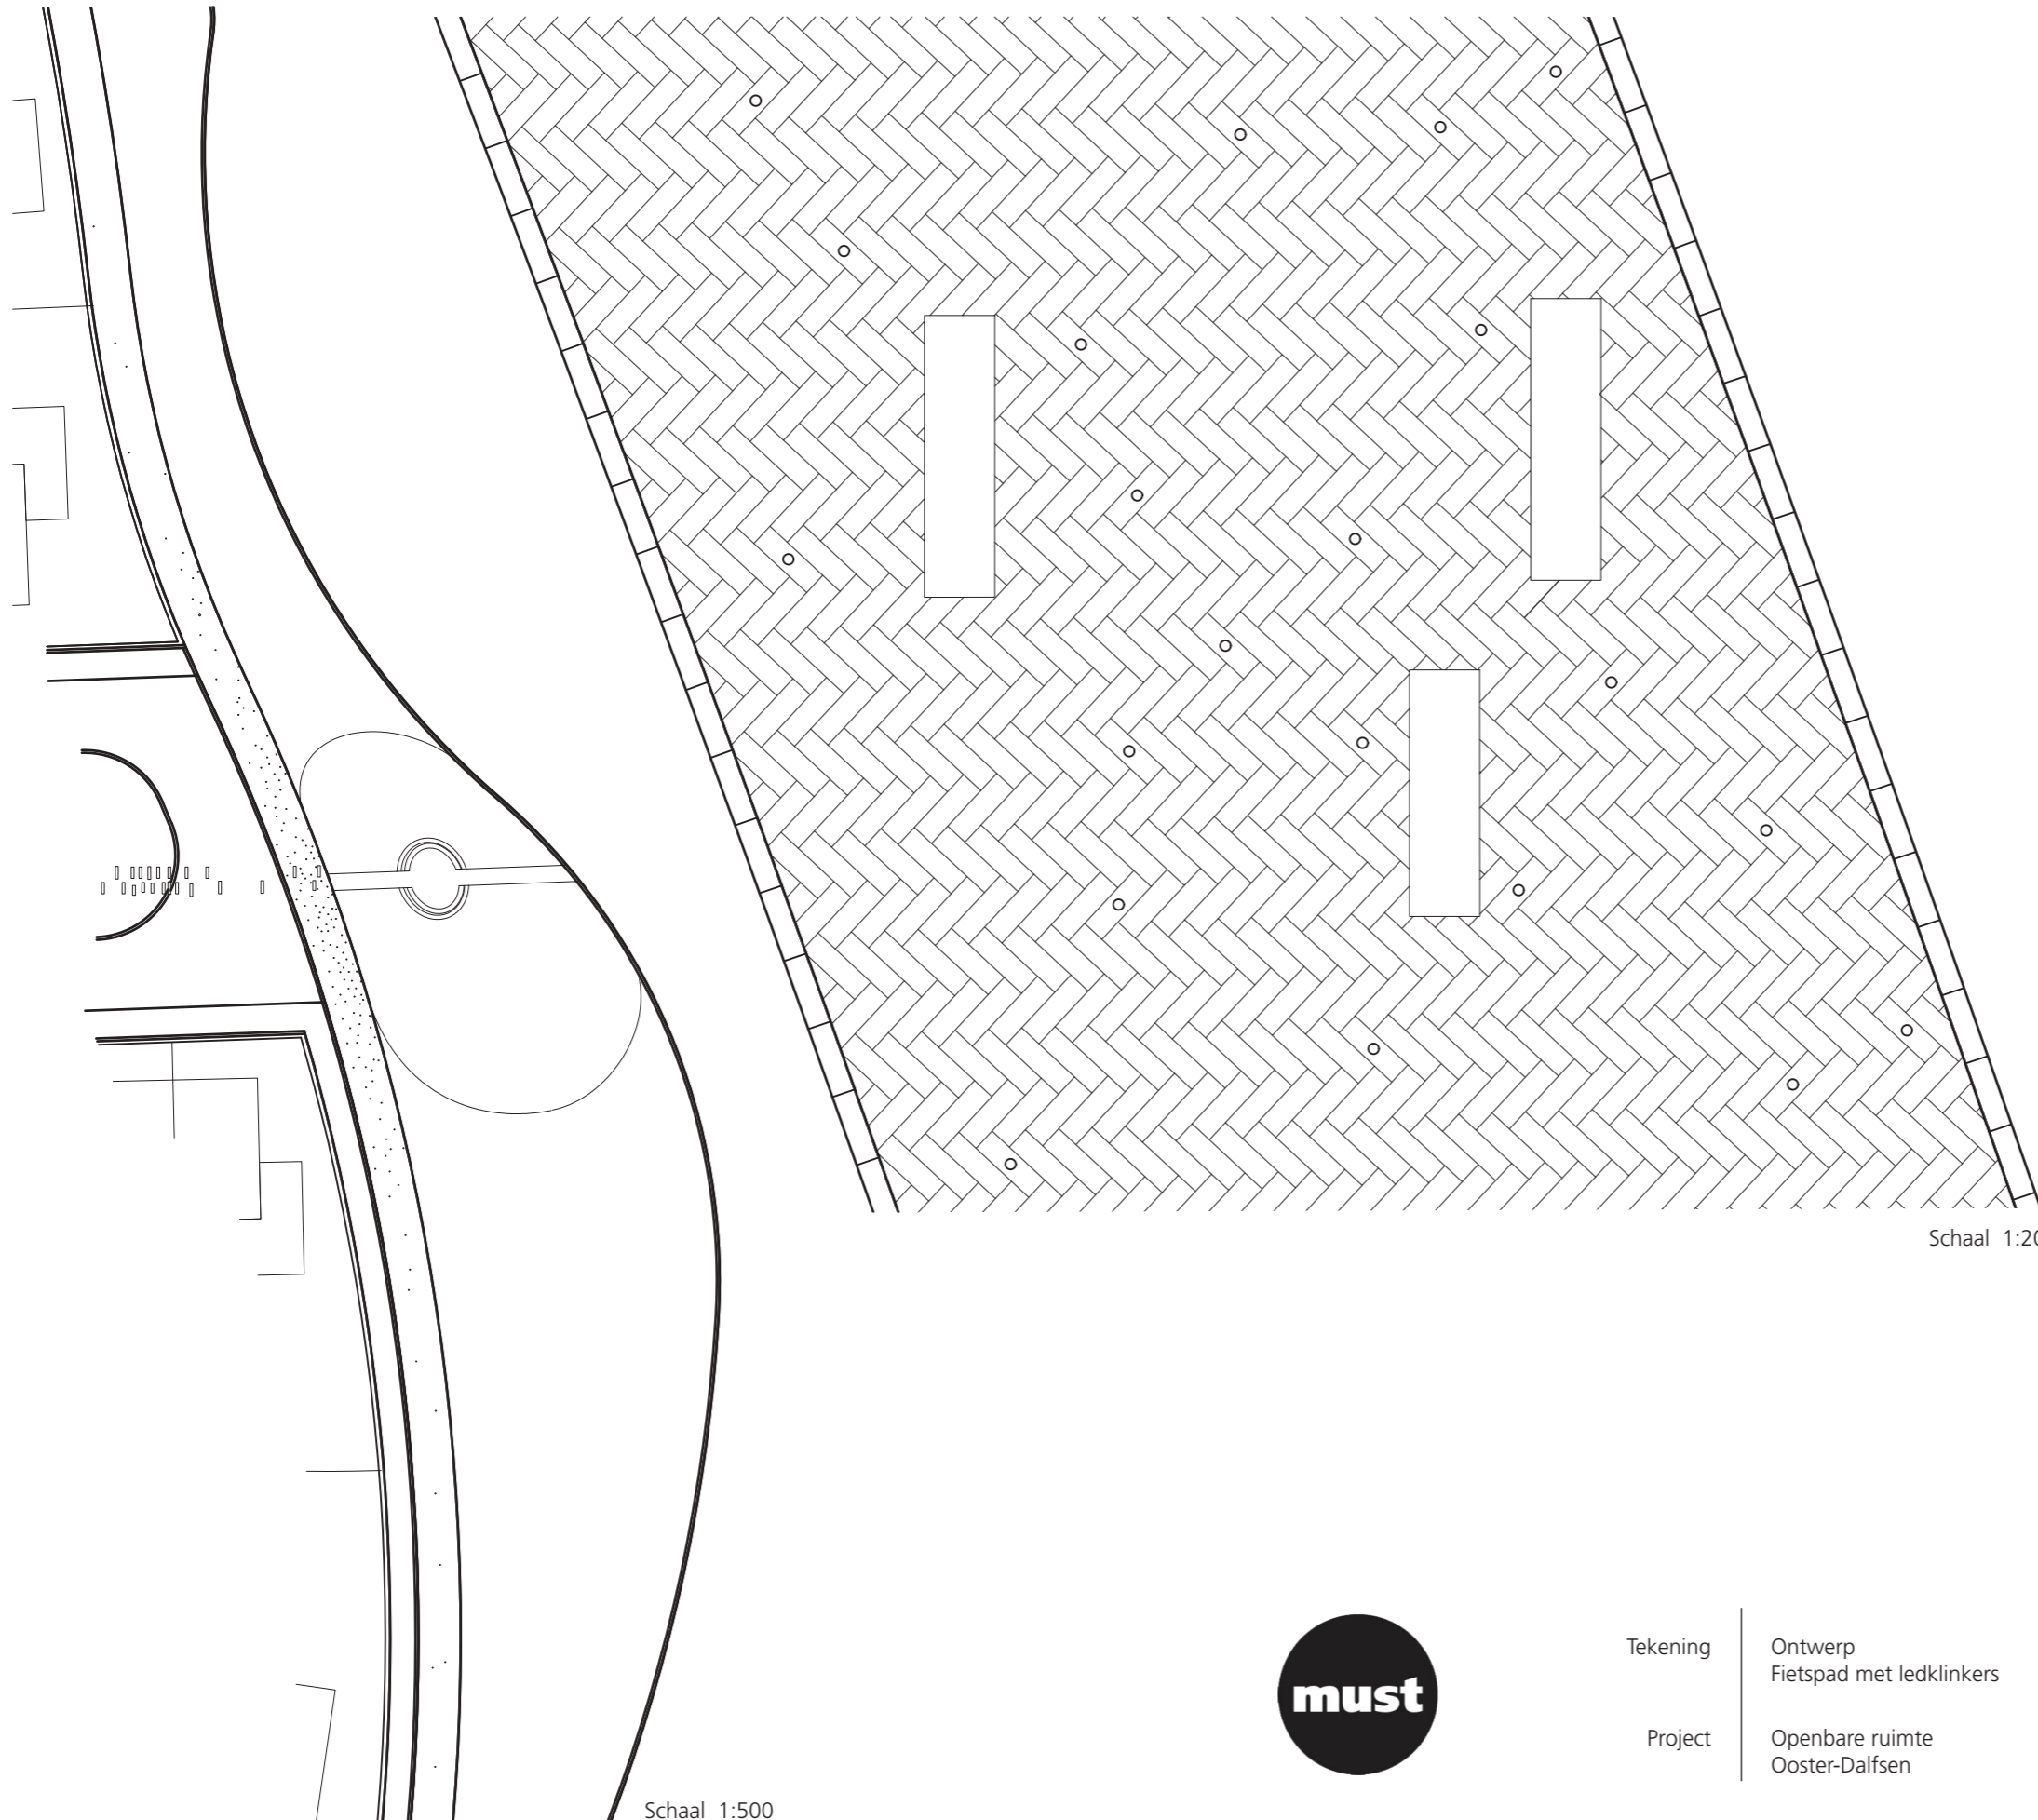 Schaal 1:20
must
Tekening
Ontwerp
Fietspad met ledklinkers
Project
Openbare ruimte
Ooster-Dalfsen
Schaal 1:500